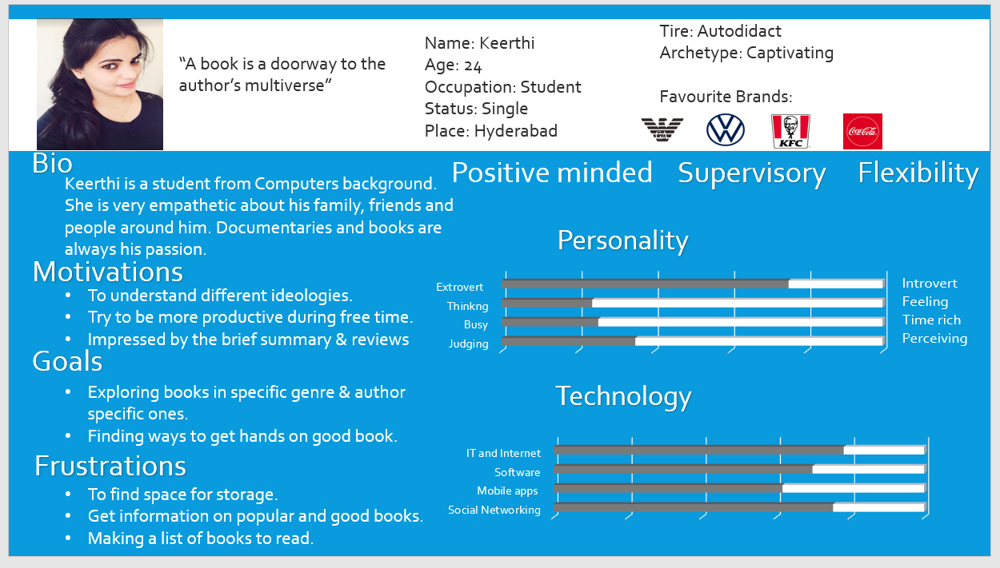 “A book is a doorway to the
author’s multiverse”
Name: Keerthi
Age: 24
Occupation: Student
Status: Single
Place: Hyderabad
Tire: Autodidact
Archetype: Captivating
Favourite Brands:
KFC
Coca-Cola
Bio
Keerthi is a student from Computers background.
She is very empathetic about his family, friends and
people around him. Documentaries and books are
always his passion.
Motivations
• To understand different ideologies.
• Try to be more productive during free time.
• Impressed by the brief summary & reviews
Goals
• Exploring books in specific genre & author
specific ones.
• Finding ways to get hands on good book.
Frustrations
• To find space for storage.
• Get information on popular and good books.
• Making a list of books to read.
Positive minded Supervisory Flexibility
Personality
Extrovert Introvert
Thinkng Feeling
Busy Time rich
Judging Perceiving
Technology
IT and Internet
Software
Mobile apps
Social Networking